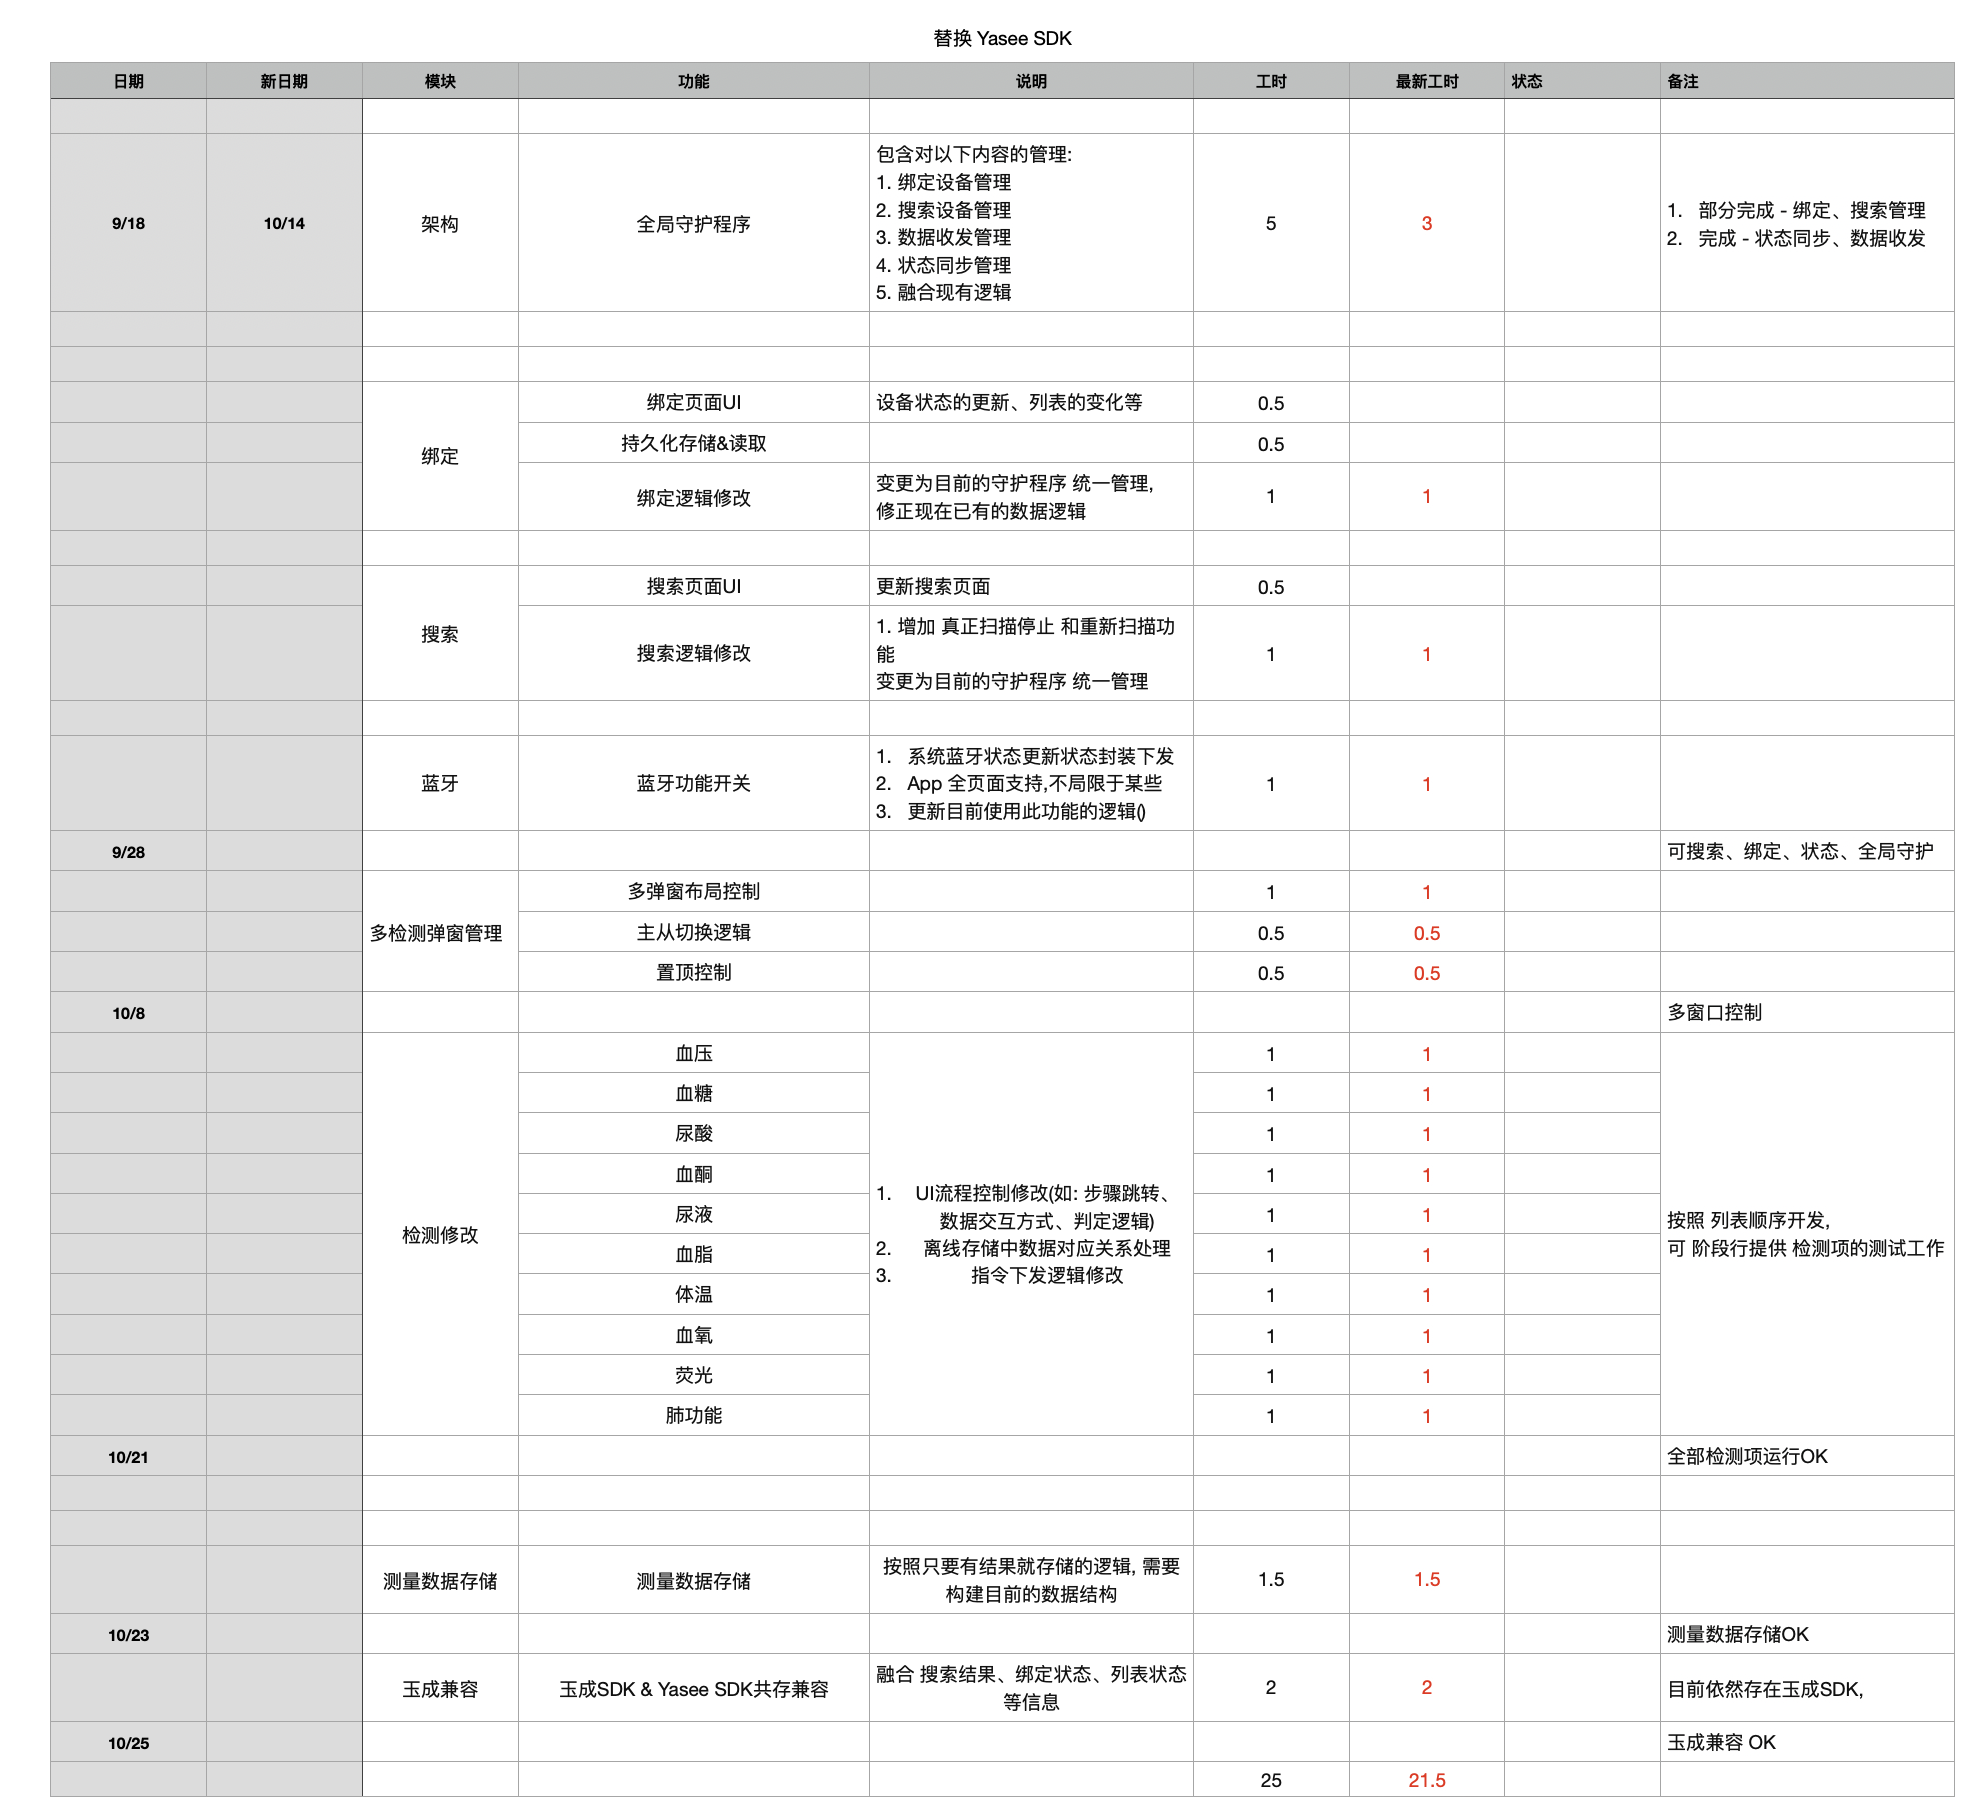 替换 Yasee SDK
日期 新日期 模块 功能 说明 工时 最新工时 状态 备注
9/18 10/14 架构 全局守护程序
包含对以下内容的管理:
1. 绑定设备管理
2. 搜索设备管理
3. 数据收发管理
4. 状态同步管理
5. 融合现有逻辑
5 3
1. 部分完成 - 绑定、搜索管理
2. 完成 - 状态同步、数据收发
绑定
绑定页面UI 设备状态的更新、列表的变化等 0.5
持久化存储&读取 0.5
绑定逻辑修改
变更为目前的守护程序 统一管理,
修正现在已有的数据逻辑
1 1
搜索
搜索页面UI 更新搜索页面 0.5
搜索逻辑修改
1. 增加 真正扫描停止 和重新扫描功
能
变更为目前的守护程序 统一管理
1 1
蓝牙 蓝牙功能开关
1. 系统蓝牙状态更新状态封装下发
2. App 全页面支持,不局限于某些
3. 更新目前使用此功能的逻辑()
1 1
9/28 可搜索、绑定、状态、全局守护
多检测弹窗管理
多弹窗布局控制 1 1
主从切换逻辑 0.5 0.5
置顶控制 0.5 0.5
10/8 多窗口控制
检测修改
血压 1 1
血糖 1 1
尿酸 1 1
血酮 1 1
尿液 1 1
血脂 1 1
体温 1 1
血氧 1 1
荧光 1 1
肺功能 1 1
1. UI流程控制修改(如: 步骤跳转、
数据交互方式、判定逻辑)
2. 离线存储中数据对应关系处理
3. 指令下发逻辑修改
按照 列表顺序开发,
可 阶段行提供 检测项的测试工作
10/21 全部检测项运行OK
测量数据存储 测量数据存储
按照只要有结果就存储的逻辑, 需要
构建目前的数据结构
1.5 1.5
10/23 测量数据存储OK
玉成兼容 玉成SDK & Yasee SDK共存兼容
融合 搜索结果、绑定状态、列表状态
等信息
2 2 目前依然存在玉成SDK,
10/25 玉成兼容 OK
25 21.5